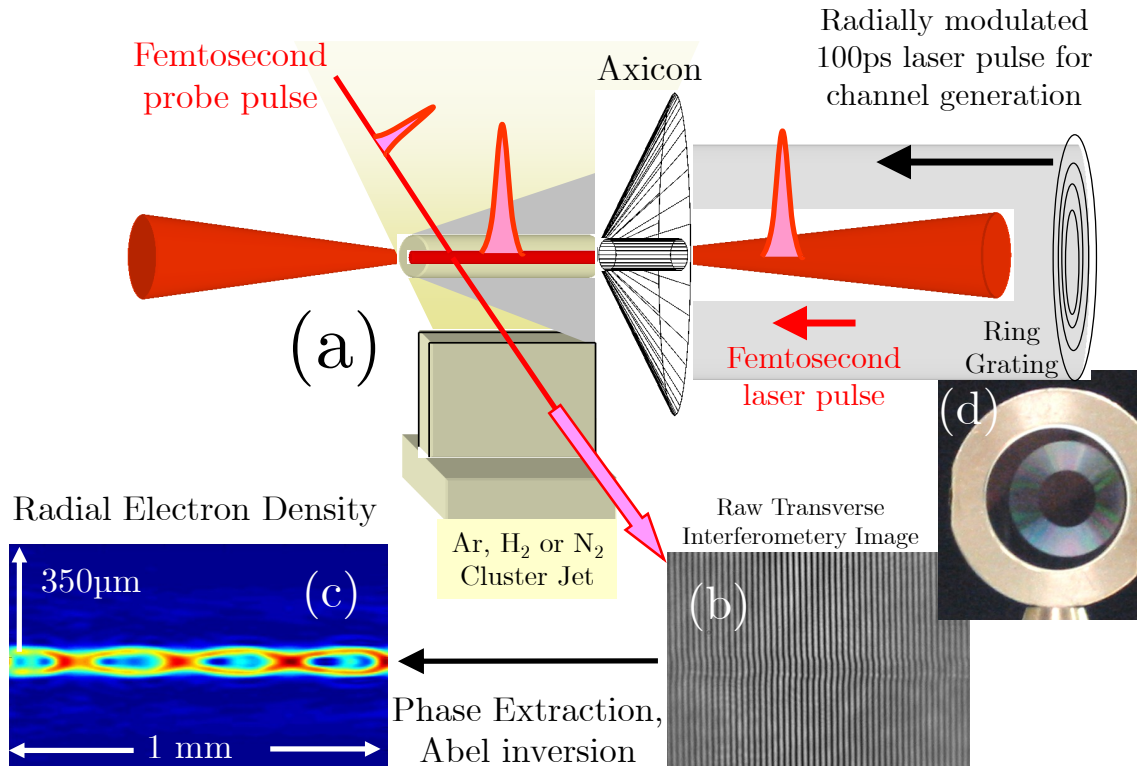 Radially modulated
100ps laser pulse for
channel generation
Femtosecond
probe pulse
Axicon
(a)
Femtosecond
laser pulse
Ring
Grating
(d)
Radial Electron Density
Ar, H₂ or N₂
Cluster Jet
Raw Transverse
Interferometery Image
350µm
(c)
(b)
1 mm
Phase Extraction,
Abel inversion